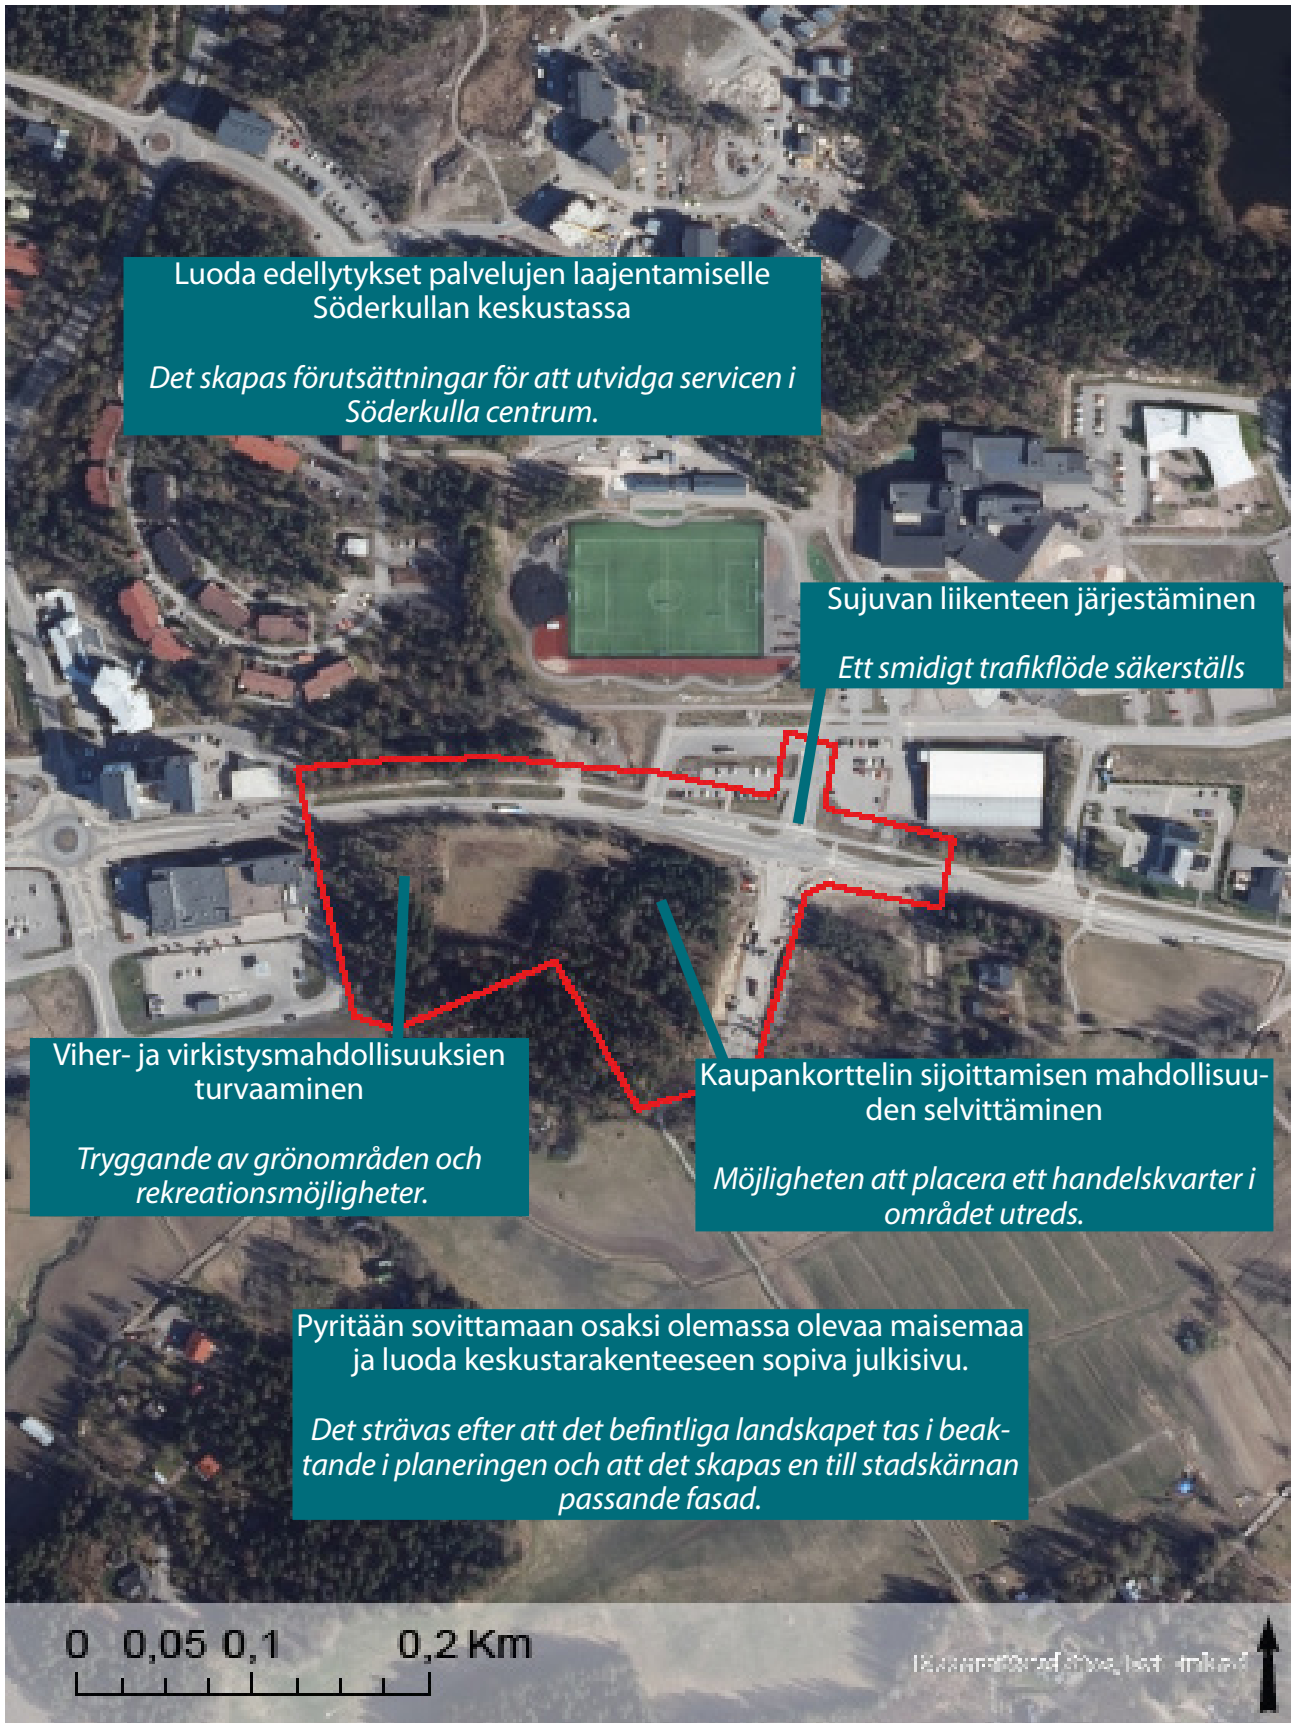 Luoda edellytykset palvelujen laajentamiselle
Söderkullan keskustassa
Det skapas förutsättningar för att utvidga servicen i
Söderkulla centrum.
Sujuvan liikenteen järjestäminen
Ett smidigt trafikflöde säkerställs
Viher- ja virkistysmahdollisuuksien
turvaaminen
Tryggande av grönområden och
rekreationsmöjligheter.
Kaupankorttelin sijoittamisen mahdollisuu-
den selvittäminen
Möjligheten att placera ett handelskvarter i
området utreds.
Pyritään sovittamaan osaksi olemassa olevaa maisemaa
ja luoda keskustarakenteeseen sopiva julkisivu.
Det strävas efter att det befintliga landskapet tas i beak-
tande i planeringen och att det skapas en till stadskärnan
passande fasad.
0 0,05 0,1 0,2 Km